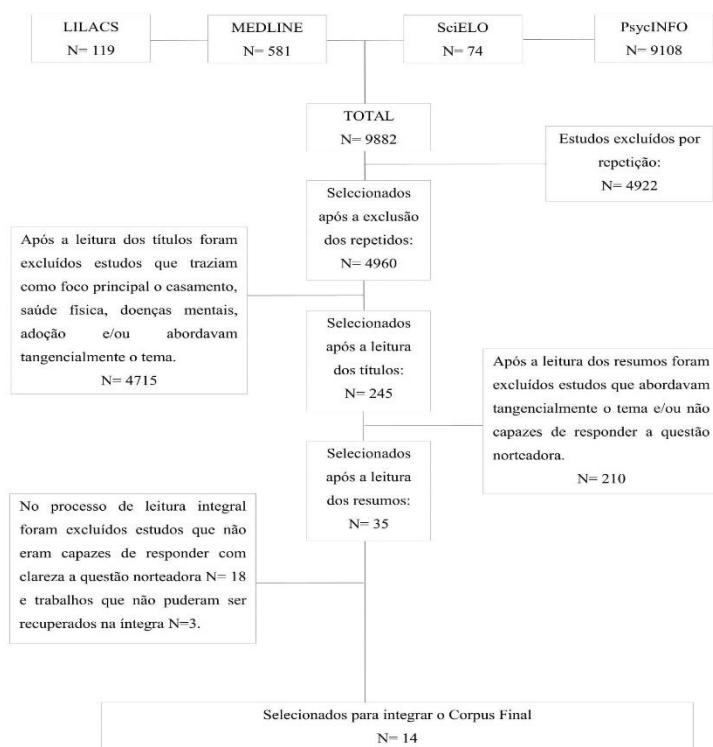 LILACS
N= 119
MEDLINE
N= 581
SciELO
N= 74
PsycINFO
N= 9108
TOTAL
N= 9882
Estudos excluídos por
repetição:
N= 4922
Selecionados
após a exclusão
dos repetidos:
N= 4960
Após a leitura dos títulos foram
excluídos estudos que traziam
como foco principal o casamento,
saúde física, doenças mentais,
adoção e/ou abordavam
tangencialmente o tema.
N= 4715
Selecionados
após a leitura
dos títulos:
N= 245
Após a leitura dos resumos foram
excluídos estudos que abordavam
tangencialmente o tema e/ou não
capazes de responder a questão
norteadora.
N= 210
Selecionados
após a leitura
dos resumos:
N= 35
No processo de leitura integral
foram excluídos estudos que não
eram capazes de responder com
clareza a questão norteadora N= 18
e trabalhos que não puderam ser
recuperados na íntegra N=3.
Selecionados para integrar o Corpus Final
N= 14